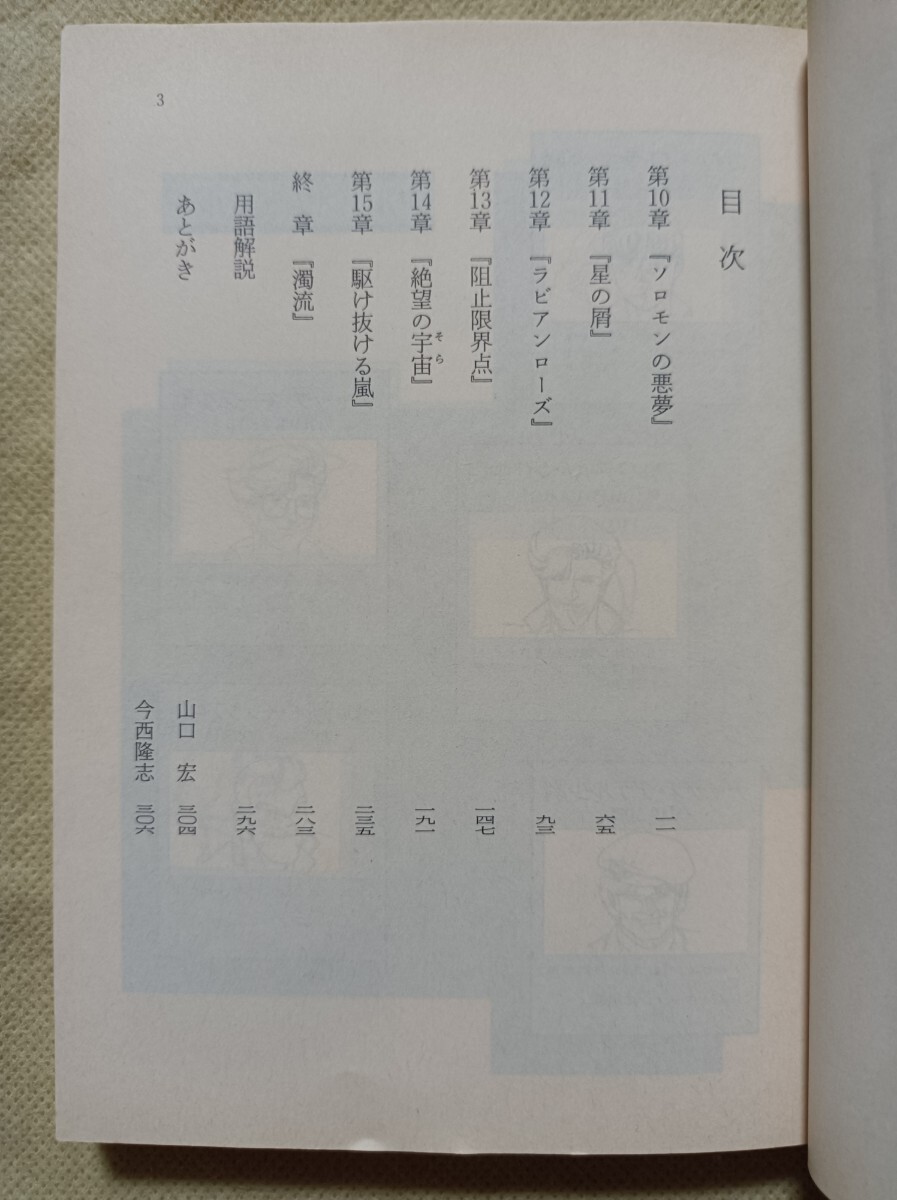 3
目次
第10章 『ソロモンの悪夢』 一一
第11章 『星の屑』 六五
第12章 『ラビアンローズ』 九三
第13章 『阻止限界点』 一四七
第14章 『絶望の宇宙』 一九一
そら
第15章 『駆け抜ける嵐』 二三五
終章 『濁流』 二八三
用語解説 二九六
あとがき 山口 宏 三〇四
今西隆志 三〇六